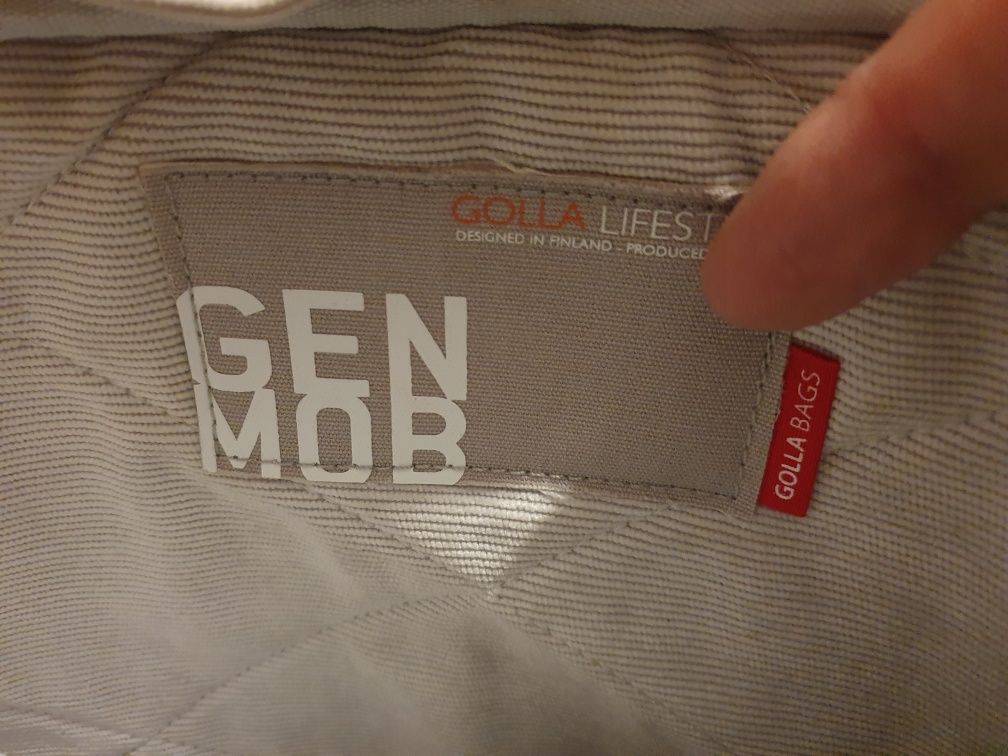 GOLLA LIFEST
DESIGNED IN FINLAND - PRODUCED
GEN
MOB
GOLLA BAGS